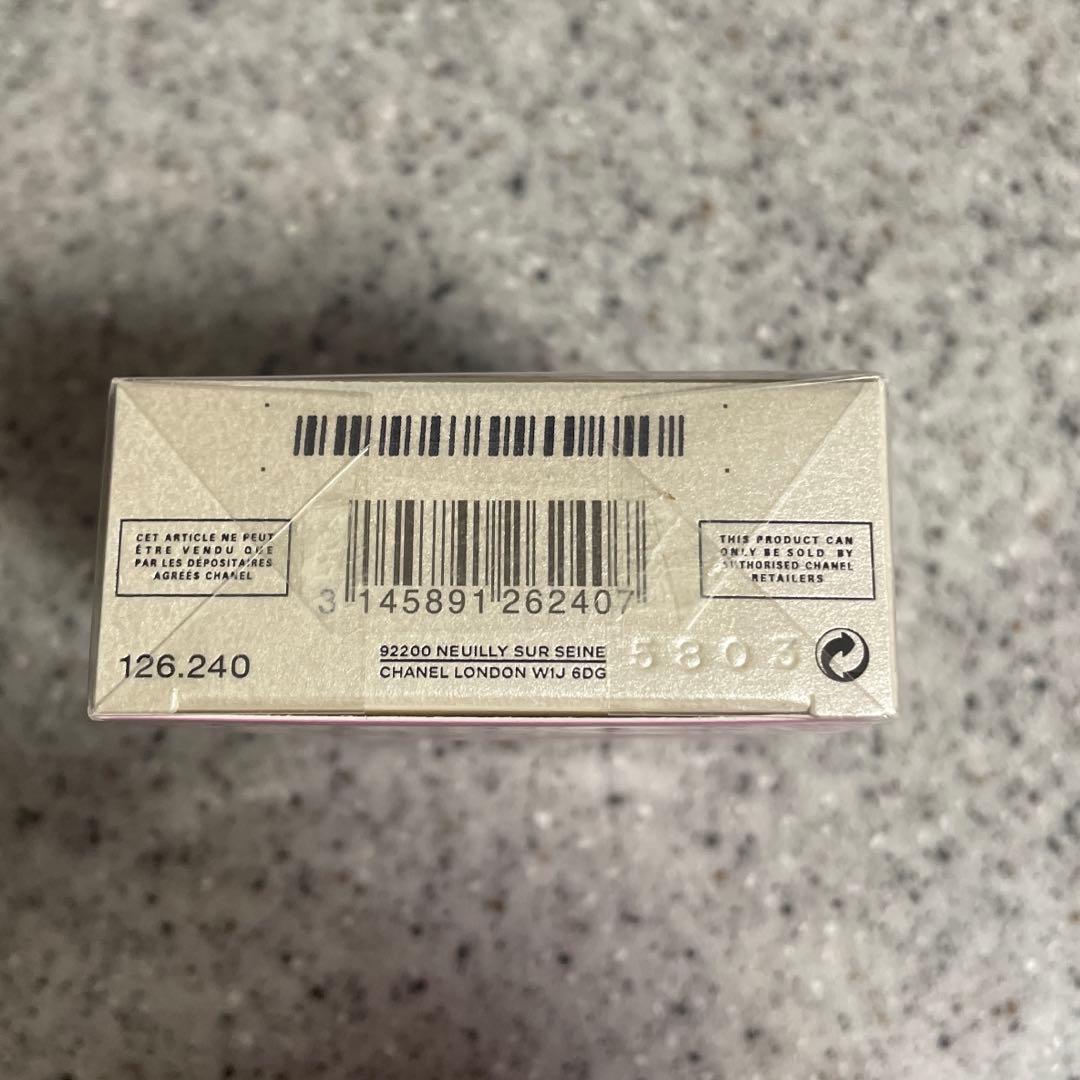 CET ARTICLE NE PEUT
ÊTRE VENDU QUE
PAR LES DÉPOSITAIRES
AGRÉÉS CHANEL
THIS PRODUCT CAN
ONLY BE SOLD BY
AUTHORISED CHANEL
RETAILERS
3 145891 262407
126.240
92200 NEUILLY SUR SEINE
CHANEL LONDON W1J 6DG
5803